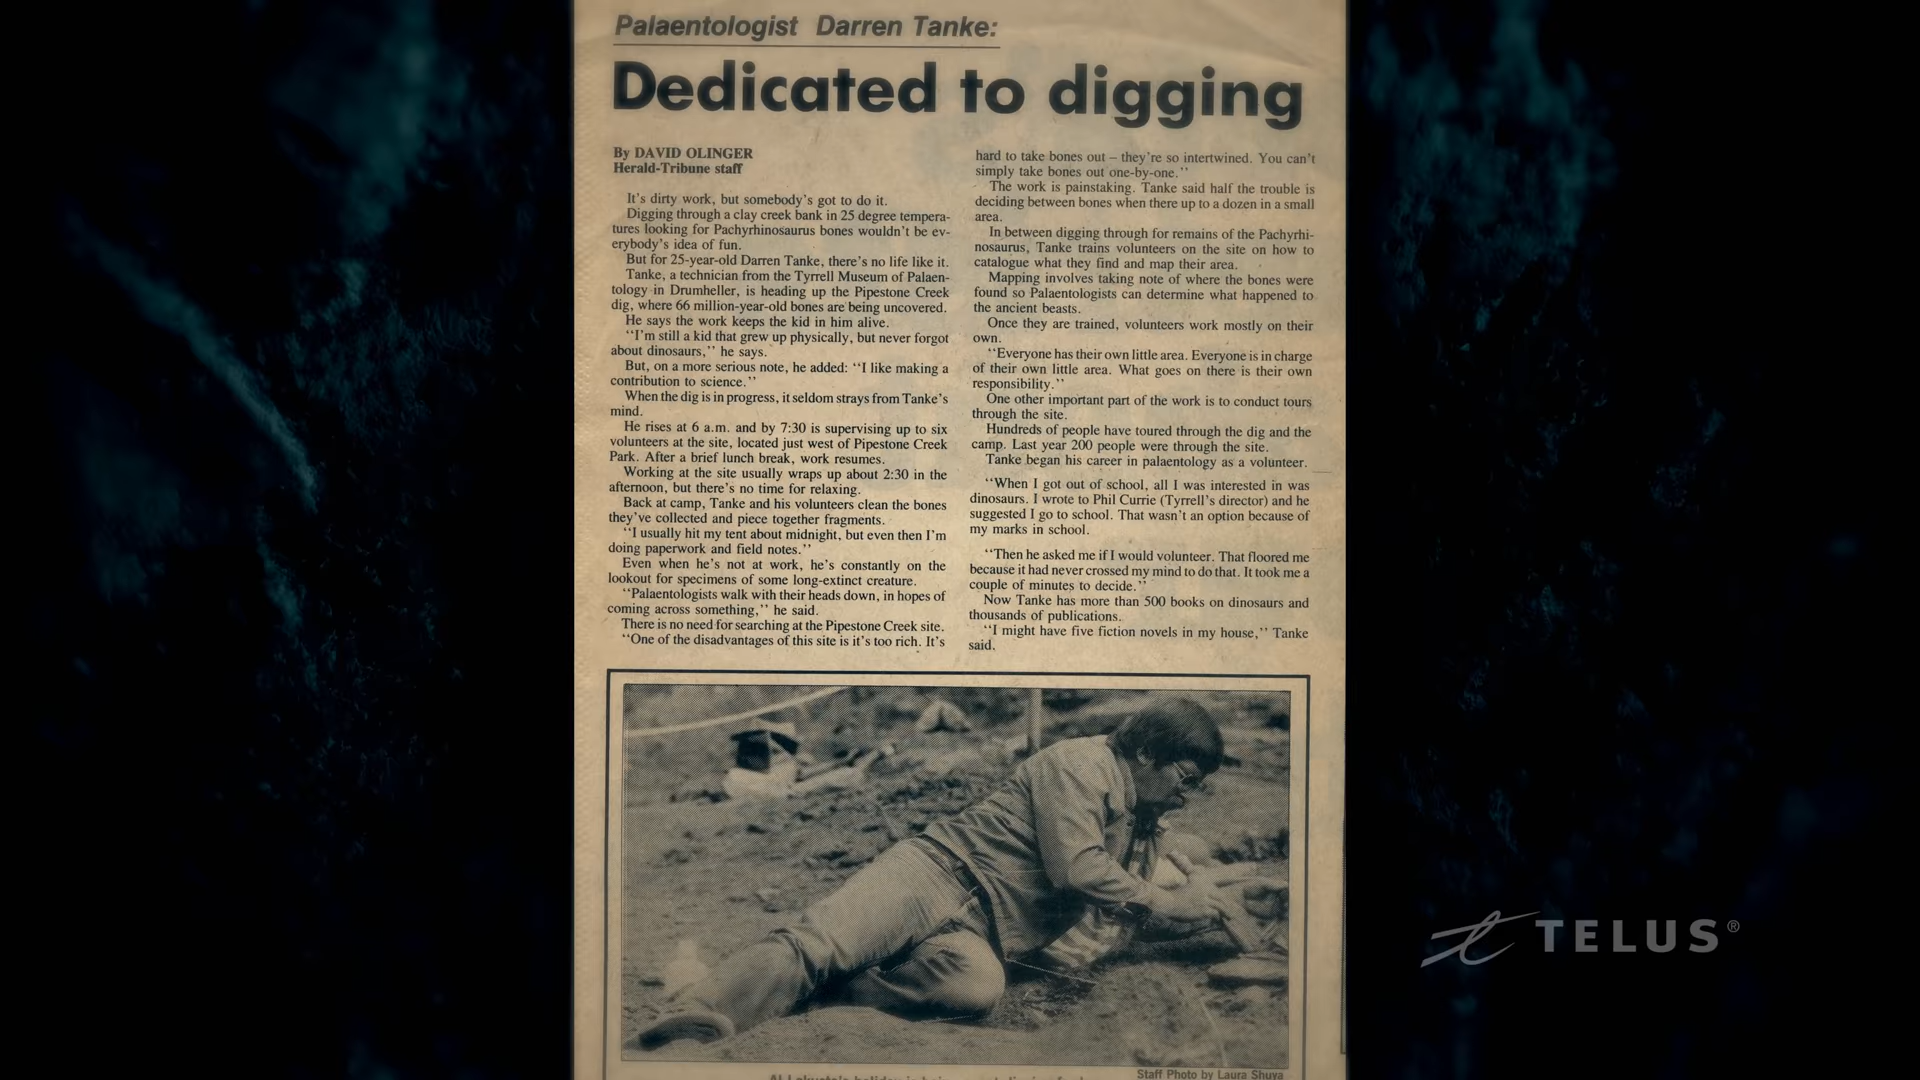 Palaentologist Darren Tanke:
Dedicated to digging
By DAVID OLINGER
Herald-Tribune staff
It's dirty work, but somebody's got to do it.
Digging through a clay creek bank in 25 degree tempera-
tures looking for Pachyrhinosaurus bones wouldn't be ev-
erybody's idea of fun.
But for 25-year-old Darren Tanke, there's no life like it.
Tanke, a technician from the Tyrrell Museum of Palaen-
tology in Drumheller, is heading up the Pipestone Creek
dig, where 66 million-year-old bones are being uncovered.
He says the work keeps the kid in him alive.
"I'm still a kid that grew up physically, but never forgot
about dinosaurs," he says.
But, on a more serious note, he added: "I like making a
contribution to science."
When the dig is in progress, it seldom strays from Tanke's
mind.
He rises at 6 a.m. and by 7:30 is supervising up to six
volunteers at the site, located just west of Pipestone Creek
Park. After a brief lunch break, work resumes.
Working at the site usually wraps up about 2:30 in the
afternoon, but there's no time for relaxing.
Back at camp, Tanke and his volunteers clean the bones
they've collected and piece together fragments.
"I usually hit my tent about midnight, but even then I'm
doing paperwork and field notes."
Even when he's not at work, he's constantly on the
lookout for specimens of some long-extinct creature.
"Palaentologists walk with their heads down, in hopes of
coming across something," he said.
There is no need for searching at the Pipestone Creek site.
"One of the disadvantages of this site is it's too rich. It's
hard to take bones out – they're so intertwined. You can't
simply take bones out one-by-one."
The work is painstaking. Tanke said half the trouble is
deciding between bones when there up to a dozen in a small
area.
In between digging through for remains of the Pachyrhi-
nosaurus, Tanke trains volunteers on the site on how to
catalogue what they find and map their area.
Mapping involves taking note of where the bones were
found so Palaentologists can determine what happened to
the ancient beasts.
Once they are trained, volunteers work mostly on their
own.
"Everyone has their own little area. Everyone is in charge
of their own little area. What goes on there is their own
responsibility."
One other important part of the work is to conduct tours
through the site.
Hundreds of people have toured through the dig and the
camp. Last year 200 people were through the site.
Tanke began his career in palaentology as a volunteer.
"When I got out of school, all I was interested in was
dinosaurs. I wrote to Phil Currie (Tyrrell's director) and he
suggested I go to school. That wasn't an option because of
my marks in school.
"Then he asked me if I would volunteer. That floored me
because it had never crossed my mind to do that. It took me a
couple of minutes to decide."
Now Tanke has more than 500 books on dinosaurs and
thousands of publications.
"I might have five fiction novels in my house," Tanke
said.
Staff Photo by Laura Shuya
TELUS®